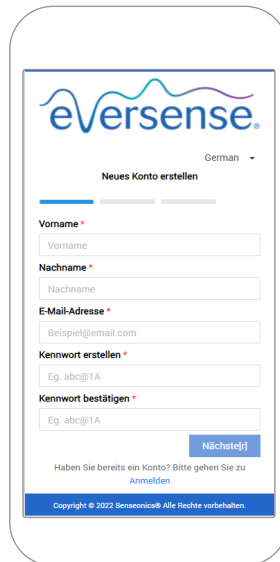 eversense®
German
Neues Konto erstellen
Vorname *
Vorname
Nachname *
Nachname
E-Mail-Adresse *
Beispiel@email.com
Kennwort erstellen *
Eg. abc@1A
Kennwort bestätigen *
Eg. abc@1A
Nächste[r]
Haben Sie bereits ein Konto? Bitte gehen Sie zu
Anmelden
Copyright © 2022 Senseonics® Alle Rechte vorbehalten.